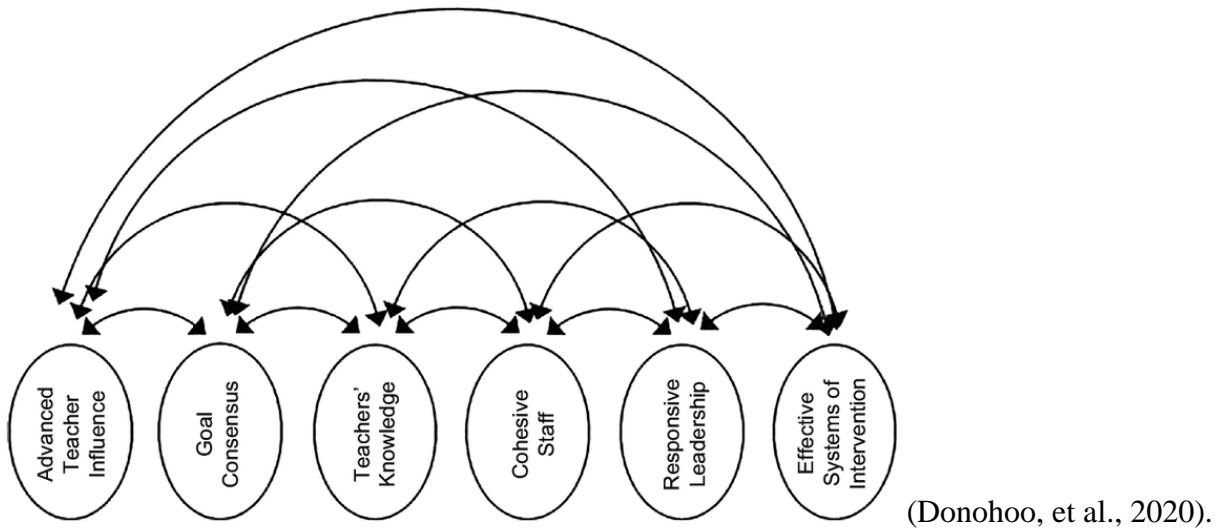 Advanced
Teacher
Influence
Goal
Consensus
Teachers'
Knowledge
Cohesive
Staff
Responsive
Leadership
Effective
Systems of
Intervention
(Donohoo, et al., 2020).